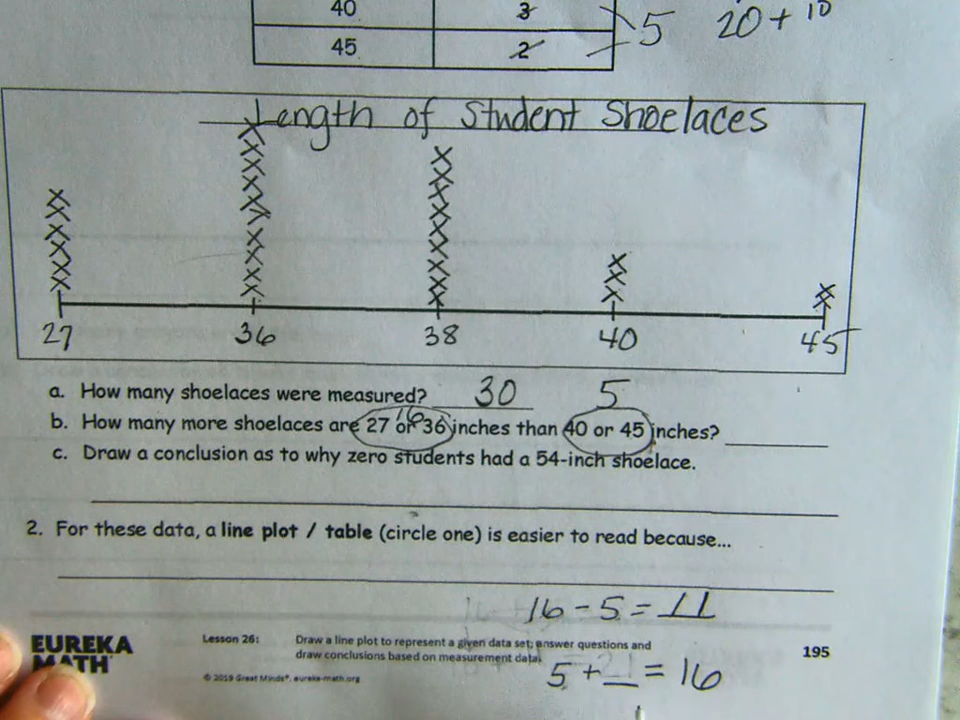 40 3
5 20 + 10
45 2
Length of Student Shoelaces
27 36 38 40 45
a. How many shoelaces were measured? 30 5
16
b. How many more shoelaces are 27 or 36 inches than 40 or 45 inches?
c. Draw a conclusion as to why zero students had a 54-inch shoelace.
2. For these data, a line plot / table (circle one) is easier to read because...
16 - 5 = 11
EUREKA MATH
Lesson 26: Draw a line plot to represent a given data set; answer questions and
draw conclusions based on measurement data.
195
© 2019 Great Minds®. eureka-math.org
5 + __ = 16